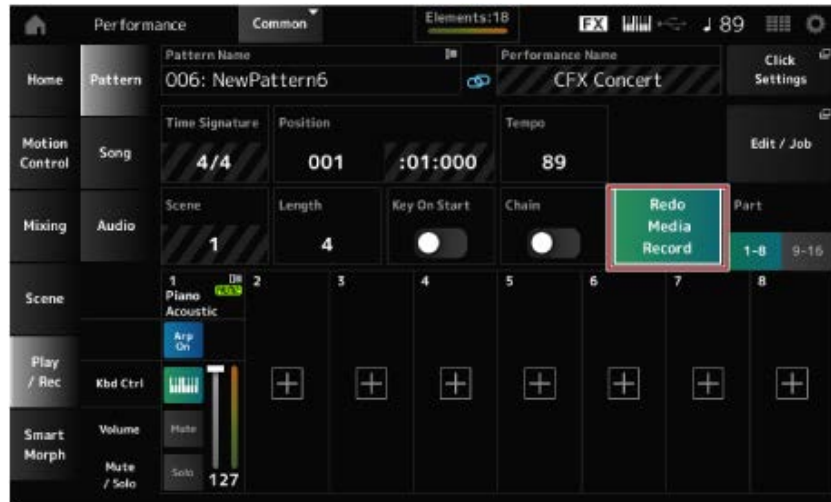 Performance
Common
Elements:18
FX
89
Home
Pattern
Pattern Name
006: NewPattern6
Performance Name
CFX Concert
Click
Settings
Motion
Control
Song
Time Signature
4/4
Position
001
:01:000
Tempo
89
Edit / Job
Mixing
Audio
Scene
1
Length
4
Key On Start
Chain
Redo
Media
Record
Part
1-8
9-16
Scene
1
Piano
Acoustic
2
3
4
5
6
7
8
Arp
On
Play
/ Rec
Kbd Ctrl
Smart
Morph
Volume
Mute
Mute
/ Solo
Solo
127